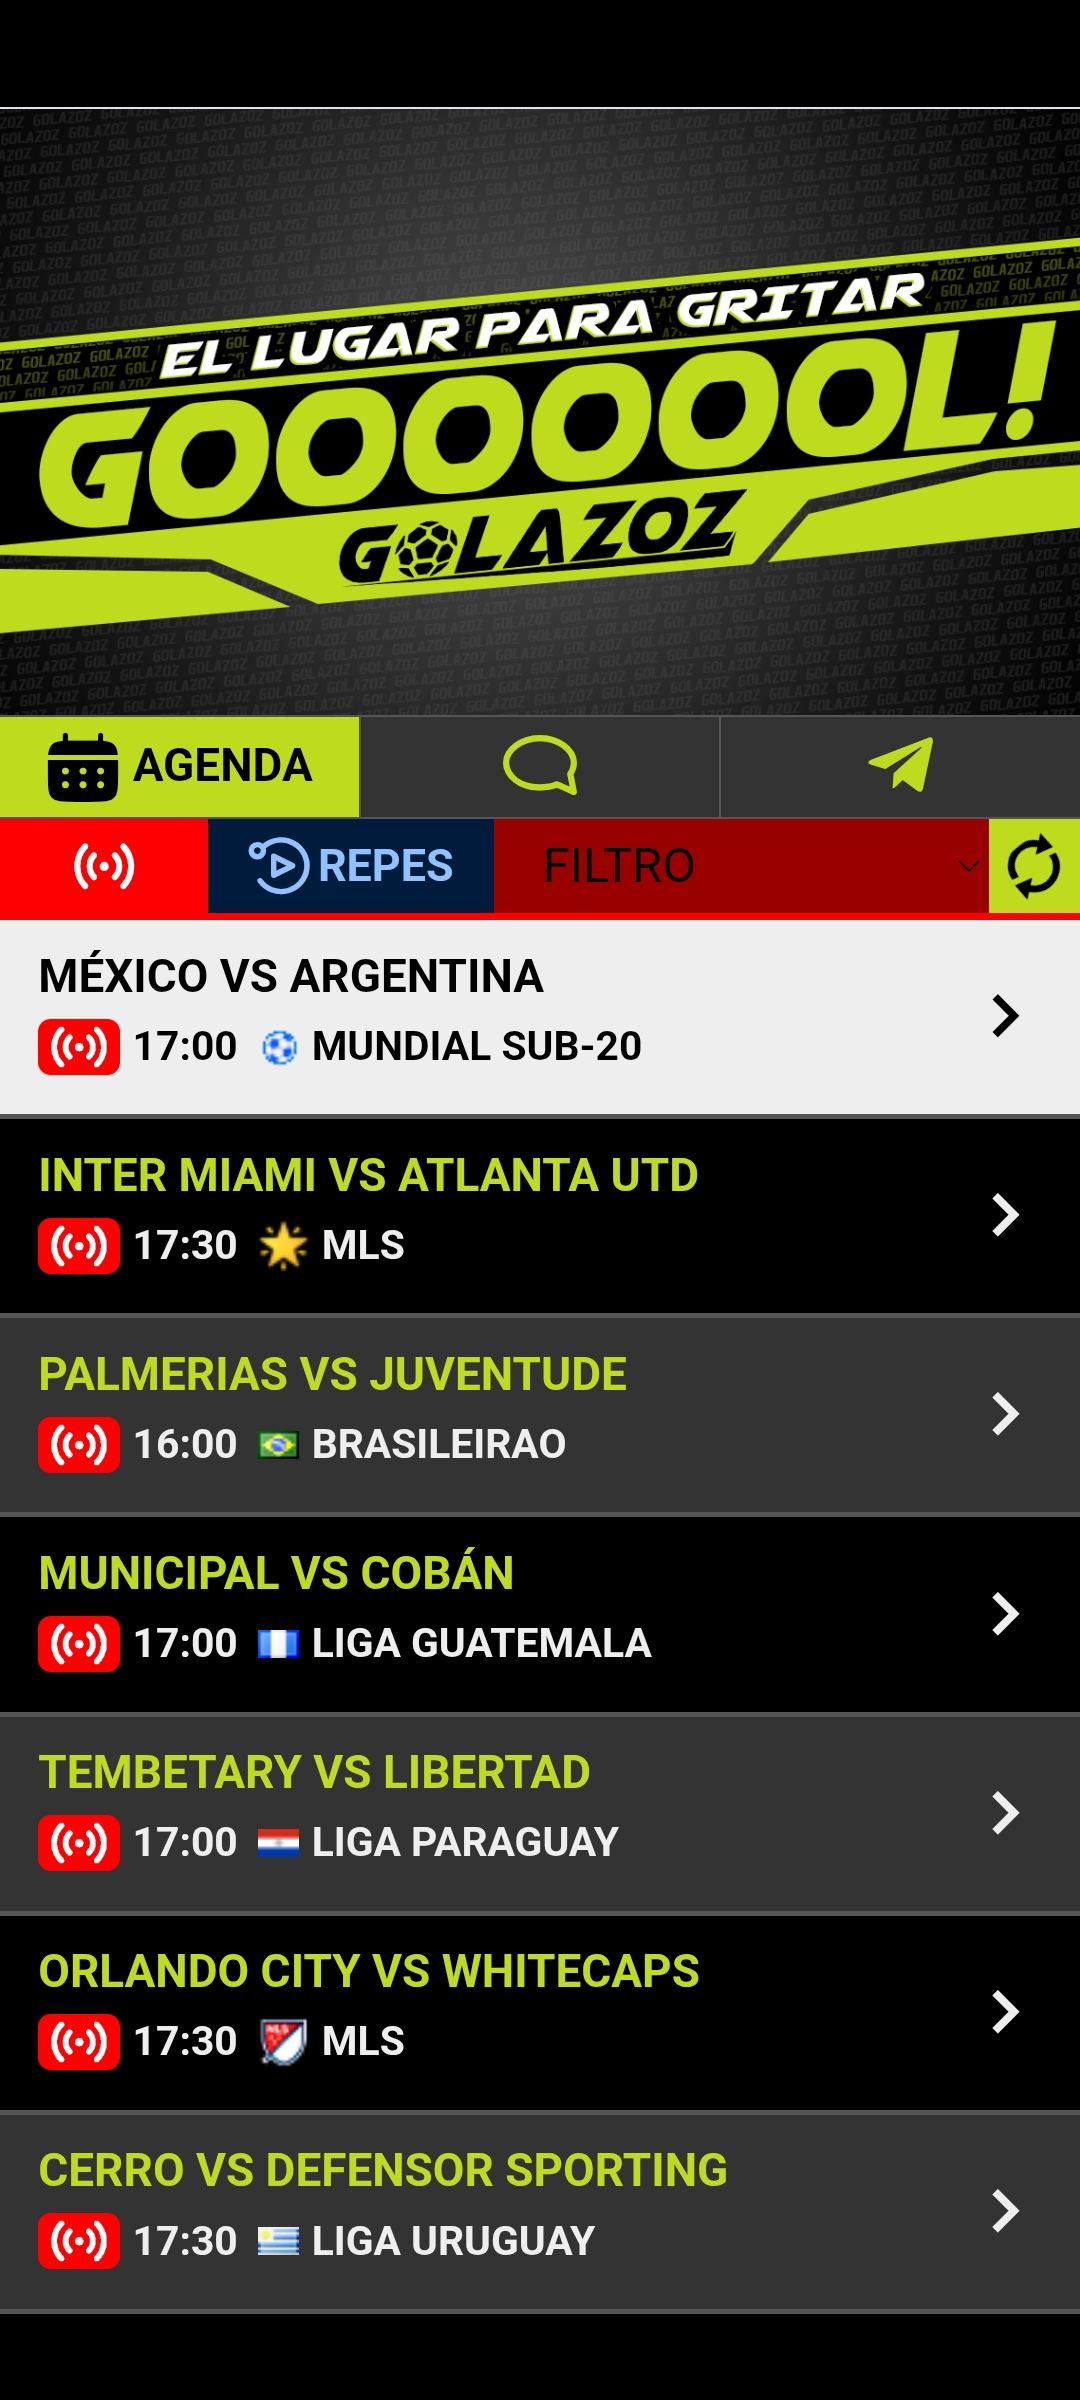 EL LUGAR PARA GRITAR
GOOOOOOL!
GOLAZOZ
AGENDA
REPES
FILTRO
MÉXICO VS ARGENTINA
17:00 MUNDIAL SUB-20
INTER MIAMI VS ATLANTA UTD
17:30 MLS
PALMERIAS VS JUVENTUDE
16:00 BRASILEIRAO
MUNICIPAL VS COBÁN
17:00 LIGA GUATEMALA
TEMBETARY VS LIBERTAD
17:00 LIGA PARAGUAY
ORLANDO CITY VS WHITECAPS
17:30 MLS
CERRO VS DEFENSOR SPORTING
17:30 LIGA URUGUAY